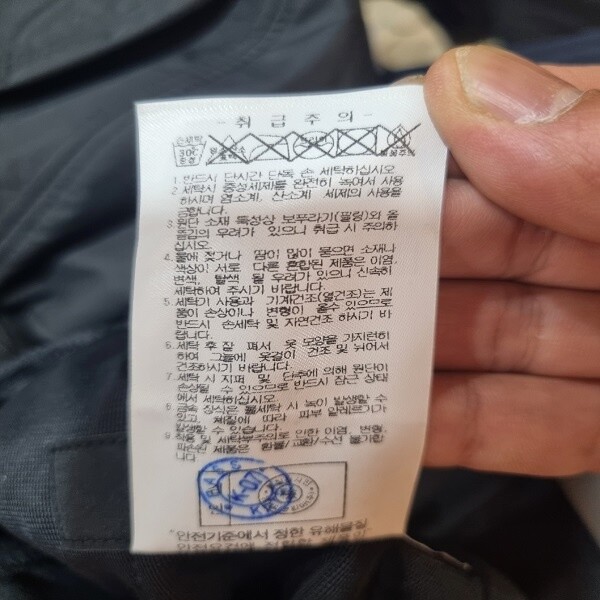 - 취 급 주 의 -
손세탁
30℃
중성
1. 반드시 단시간 단독 손 세탁하십시오
2. 세탁시 중성세제를 완전히 녹여서 사용
하시며 염소계, 산소계 세제의 사용을
금합니다.
3. 원단 소재 특성상 보푸라기(필링)와 올
뜯김의 우려가 있으니 취급 시 주의하
십시오.
4. 물에 젖거나 땀이 많이 묻으면 소재나
색상이 서로 다른 혼합된 제품은 이염,
변색, 탈색 될 우려가 있으니 신속히
세탁하여 주시기 바랍니다.
5. 세탁기 사용과 기계건조(열건조)는 제
품이 손상이나 변형이 올수 있으므로
반드시 손세탁 및 자연건조 하시기 바
랍니다.
6. 세탁 후 잘 펴서 옷 모양을 가지런히
하여 그늘에 옷걸이 건조 및 뉘어서
건조하시기 바랍니다.
7. 세탁 시 지퍼 및 단추에 의해 원단이
손상될 수 있으므로 반드시 잠근 상태
에서 세탁하십시오.
8. 금속 장식은 물세탁 시 녹이 발생할 수
있고, 체질에 따라 피부 알레르기가
발생할 수 있습니다.
9. 착용 및 세탁부주의로 인한 이염, 변형,
파손된 제품은 환불/교환/수선 불가합
니다.
K-071
"안전기준에서 정한 유해물질